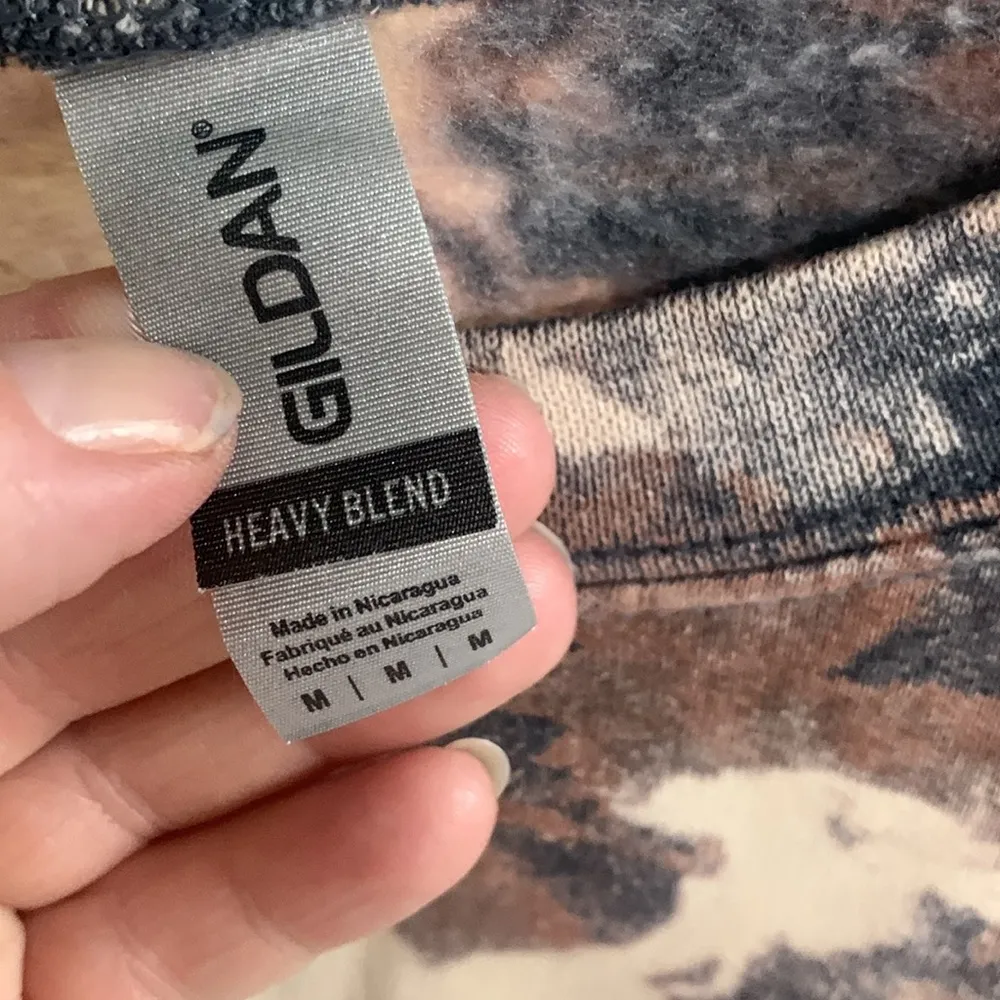 GILDAN®
HEAVY BLEND
Made in Nicaragua
Fabriqué au Nicaragua
Hecho en Nicaragua
M | M | M